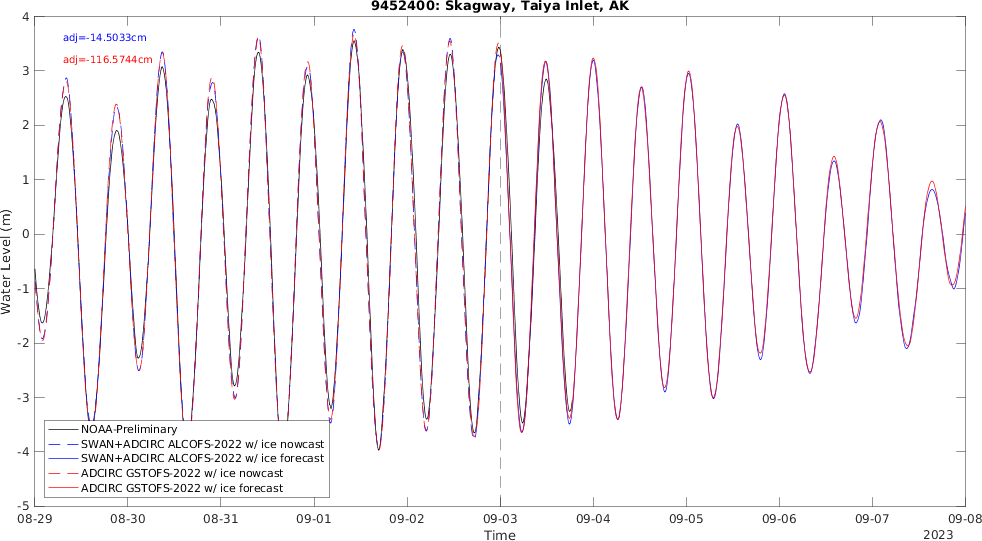 9452400: Skagway, Taiya Inlet, AK
adj=-14.5033cm
adj=-116.5744cm
4
3
2
1
0
-1
-2
-3
-4
-5
Water Level (m)
NOAA-Preliminary
SWAN+ADCIRC ALCOFS-2022 w/ ice nowcast
SWAN+ADCIRC ALCOFS-2022 w/ ice forecast
ADCIRC GSTOFS-2022 w/ ice nowcast
ADCIRC GSTOFS-2022 w/ ice forecast
08-29 08-30 08-31 09-01 09-02 09-03 09-04 09-05 09-06 09-07 09-08
Time
2023